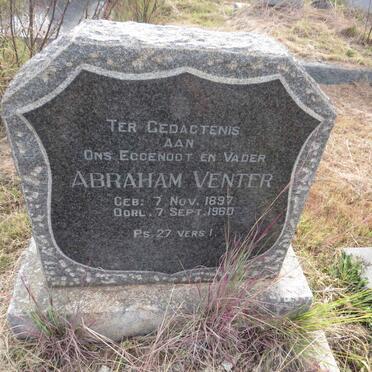 TER GEDACTENIS
AAN
ONS EGGENOOT EN VADER
ABRAHAM VENTER
GEB: 7 NOV. 1897
OORL. 7 SEPT. 1960
PS. 27 VERS 1.